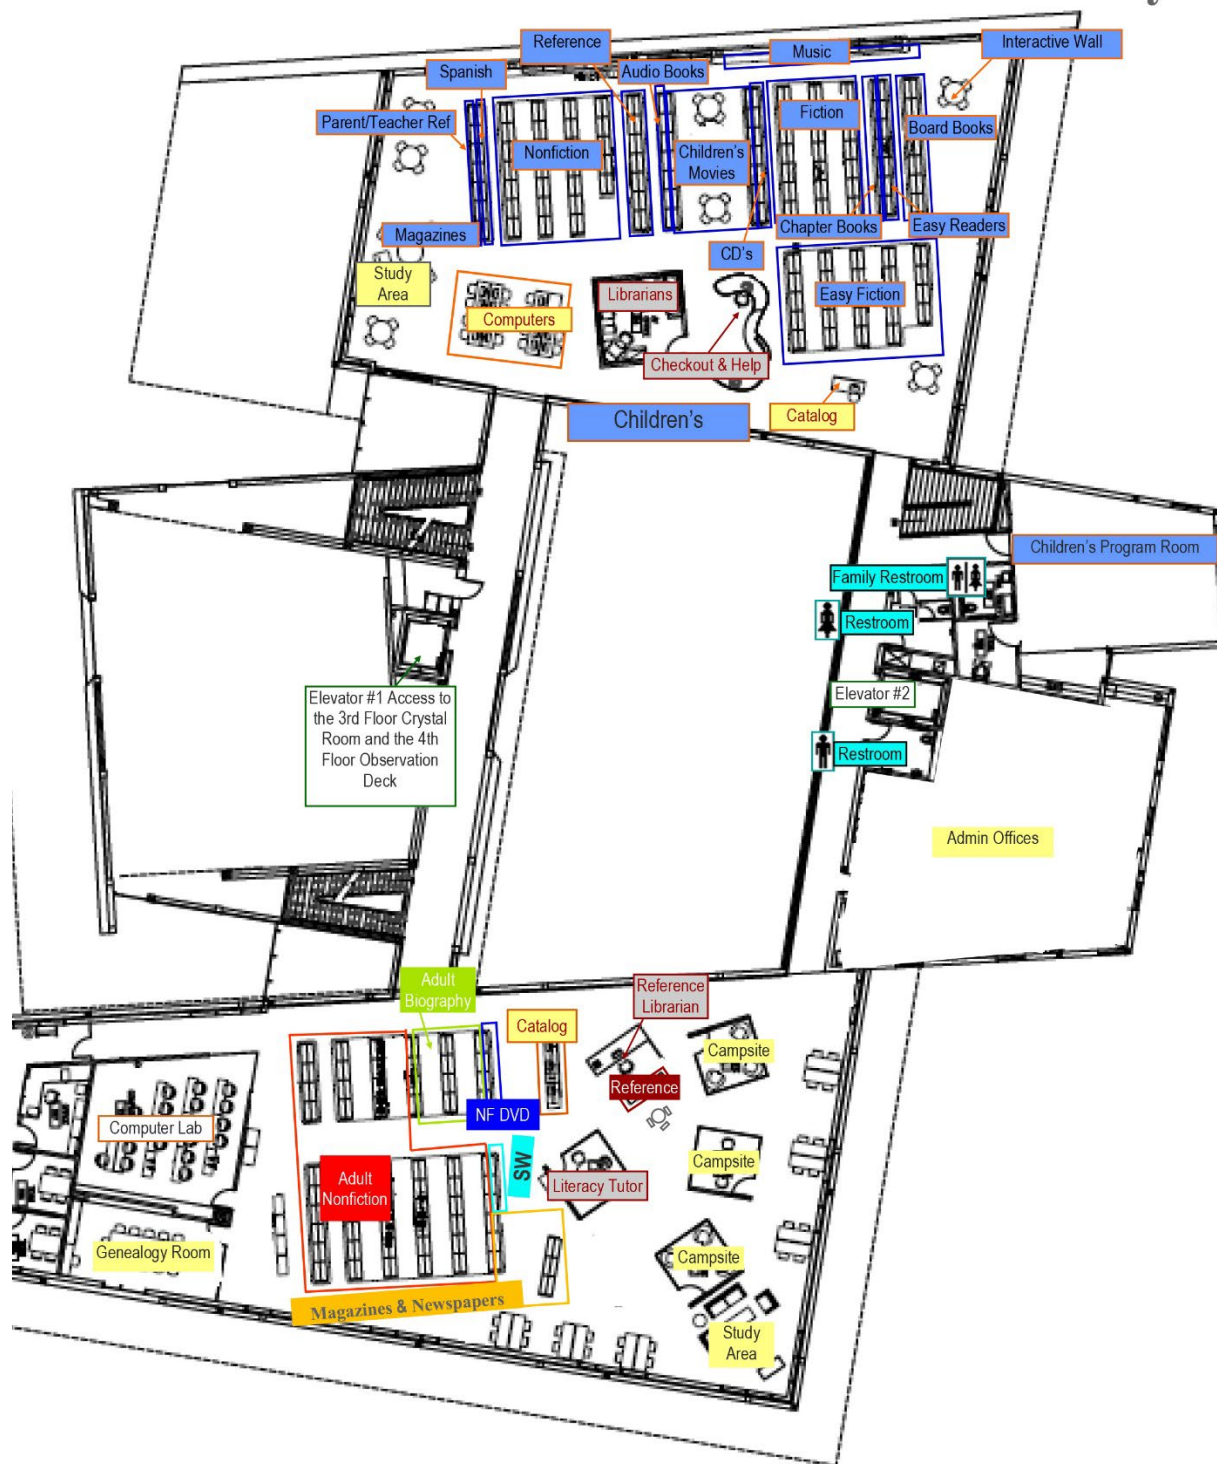 Reference
Music
Interactive Wall
Spanish
Audio Books
Parent/Teacher Ref
Fiction
Board Books
Nonfiction
Children's
Movies
Magazines
Chapter Books
Easy Readers
CD's
Study
Area
Librarians
Easy Fiction
Computers
Checkout & Help
Children's
Catalog
Children's Program Room
Family Restroom
Restroom
Elevator #1 Access to
the 3rd Floor Crystal
Room and the 4th
Floor Observation
Deck
Elevator #2
Restroom
Admin Offices
Adult
Biography
Reference
Librarian
Catalog
Campsite
Reference
NF DVD
Computer Lab
SW
Campsite
Adult
Nonfiction
Literacy Tutor
Genealogy Room
Campsite
Magazines & Newspapers
Study
Area